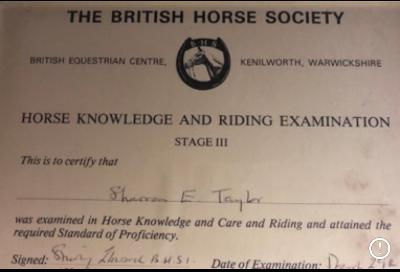 THE BRITISH HORSE SOCIETY
BRITISH EQUESTRIAN CENTRE, BHS KENILWORTH, WARWICKSHIRE
HORSE KNOWLEDGE AND RIDING EXAMINATION
STAGE III
This is to certify that
Sharron E. Taylor
was examined in Horse Knowledge and Care and Riding and attained the
required Standard of Proficiency.
Signed: B.H.S.I. Date of Examination: